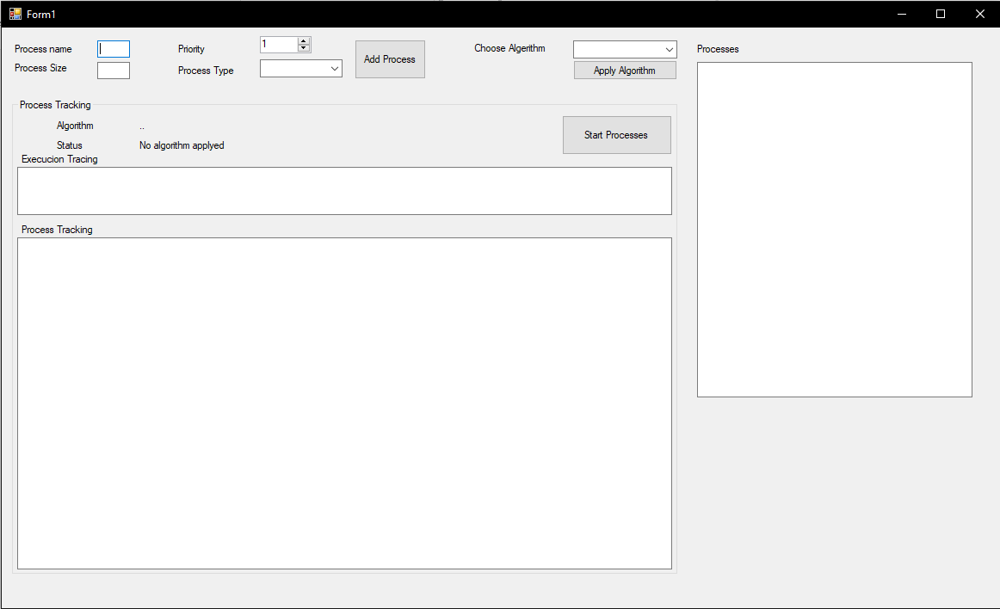 Form1
Process name
Priority
1
Add Process
Choose Algerithm
Processes
Process Size
Process Type
Apply Algorithm
Process Tracking
Algorithm
..
Start Processes
Status
No algorithm applyed
Execucion Tracing
Process Tracking